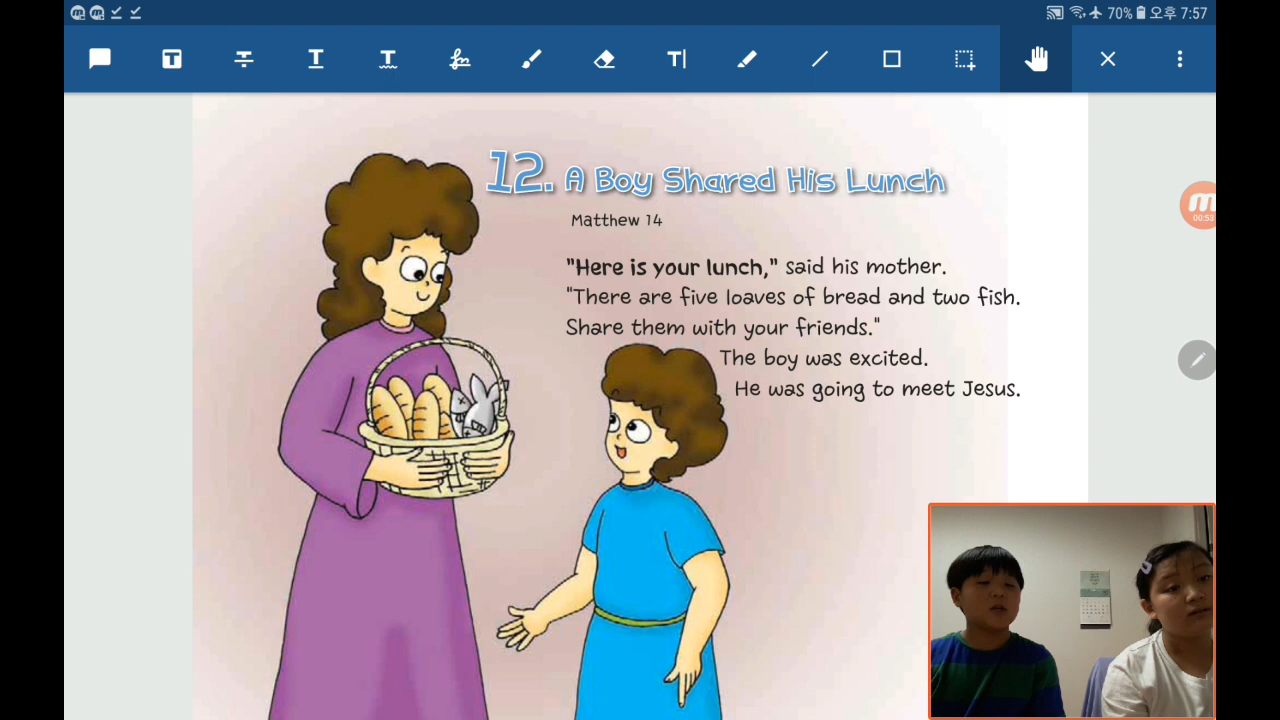 70% 오후 7:57
T T T T T
12. A Boy Shared His Lunch
Matthew 14
00:53
"Here is your lunch," said his mother.
"There are five loaves of bread and two fish.
Share them with your friends."
The boy was excited.
He was going to meet Jesus.